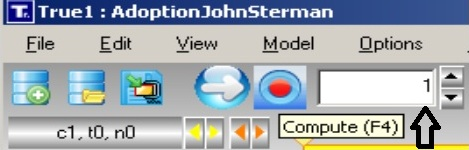 True1 : AdoptionJohnSterman
File Edit View Model Options
1
c1, t0, n0 Compute (F4)